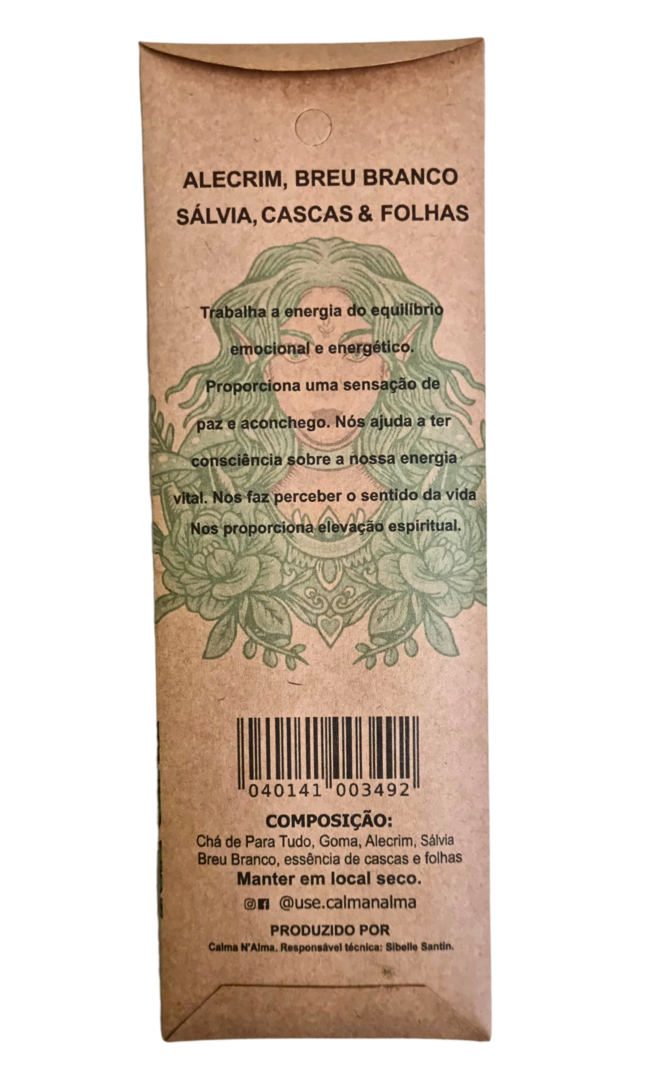 ALECRIM, BREU BRANCO
SÁLVIA, CASCAS & FOLHAS
Trabalha a energia do equilíbrio
emocional e energético.
Proporciona uma sensação de
paz e aconchego. Nós ajuda a ter
consciência sobre a nossa energia
vital. Nos faz perceber o sentido da vida
Nos proporciona elevação espiritual.
040141 003492
COMPOSIÇÃO:
Chá de Para Tudo, Goma, Alecrim, Sálvia
Breu Branco, essência de cascas e folhas
Manter em local seco.
@use.calmanalma
PRODUZIDO POR
Calma N'Alma. Responsável técnica: Sibelle Santin.